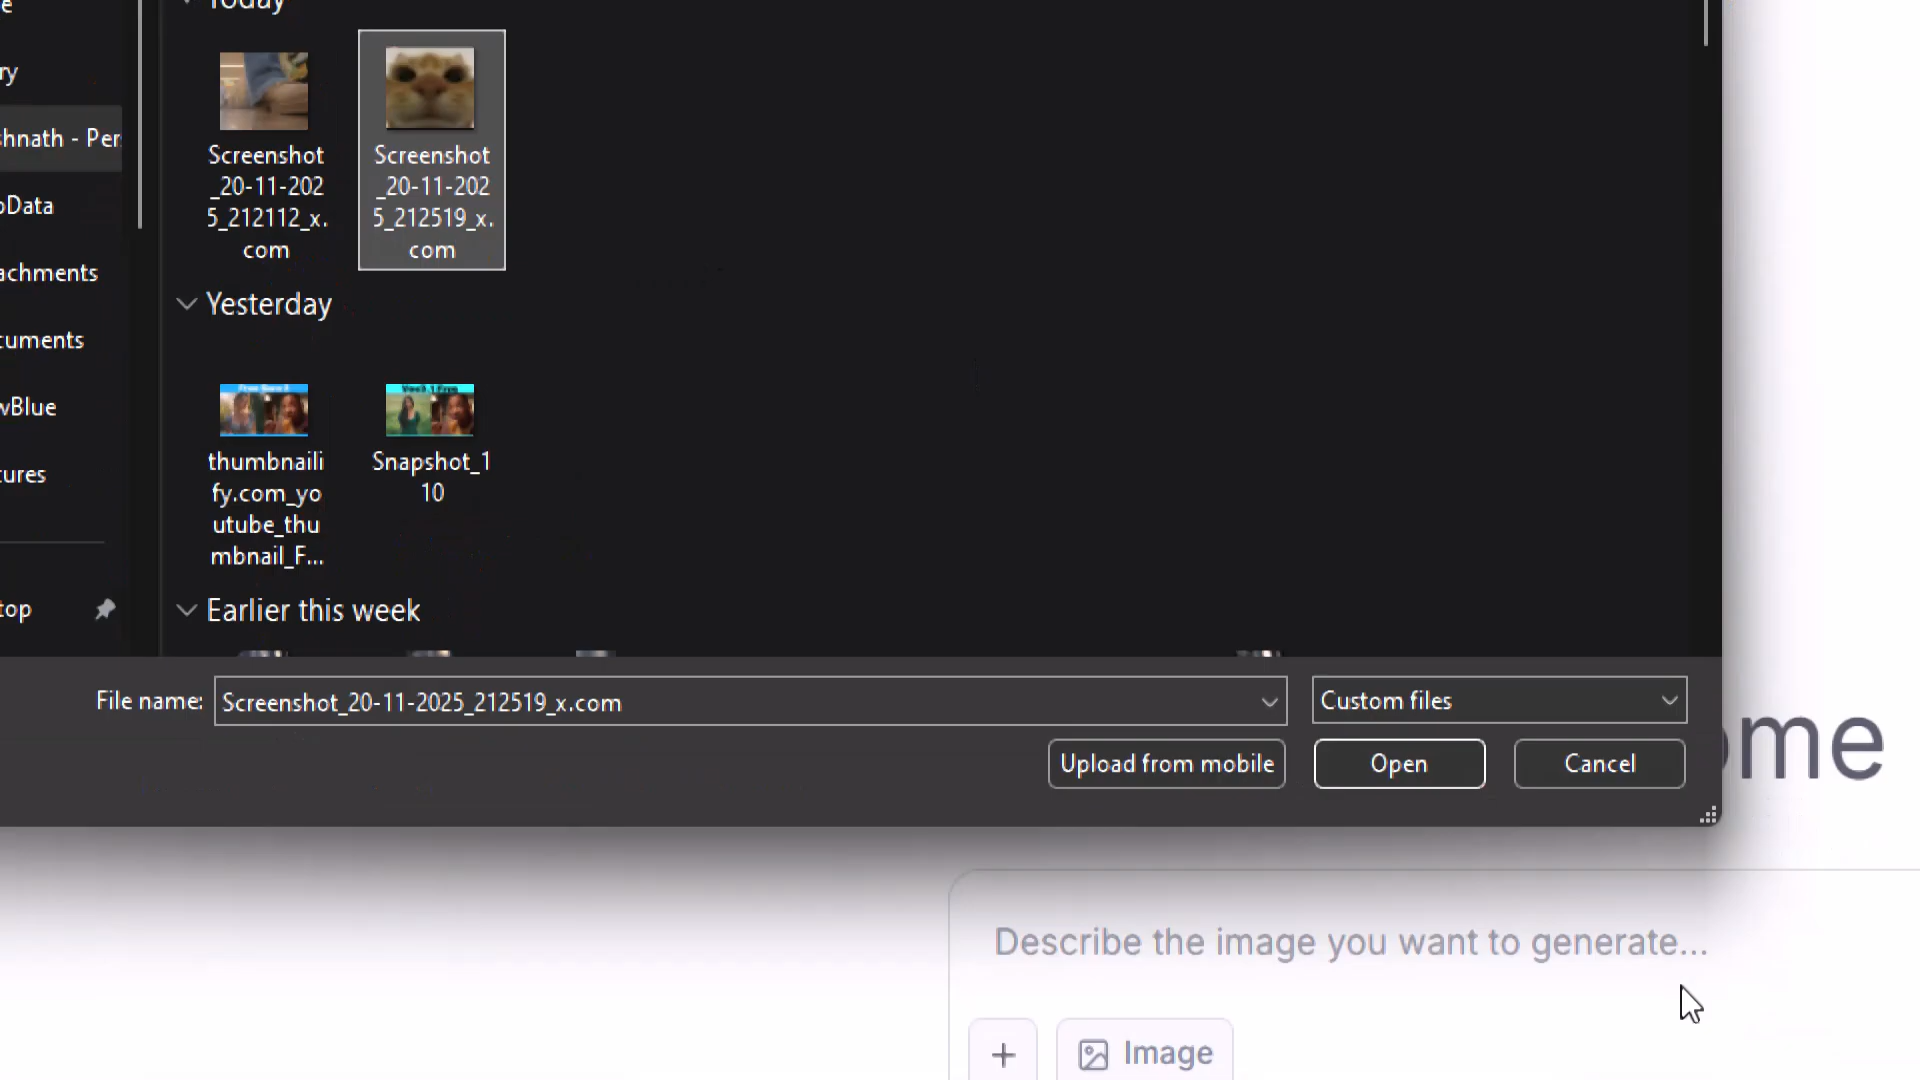 Today
ry
Screenshot
_20-11-202
5_212112_x.
com
Screenshot
_20-11-202
5_212519_x.
com
hnath - Per
Data
achments
cuments
vBlue
tures
top
Yesterday
thumbnaili
fy.com_yo
utube_thu
mbnail_F...
Snapshot_1
10
Earlier this week
File name: Screenshot_20-11-2025_212519_x.com
Custom files
Upload from mobile
Open
Cancel
ome
Describe the image you want to generate...
+
Image